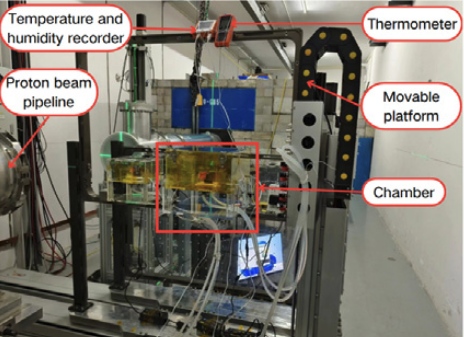 Temperature and
humidity recorder
Thermometer
Proton beam
pipeline
Movable
platform
Chamber